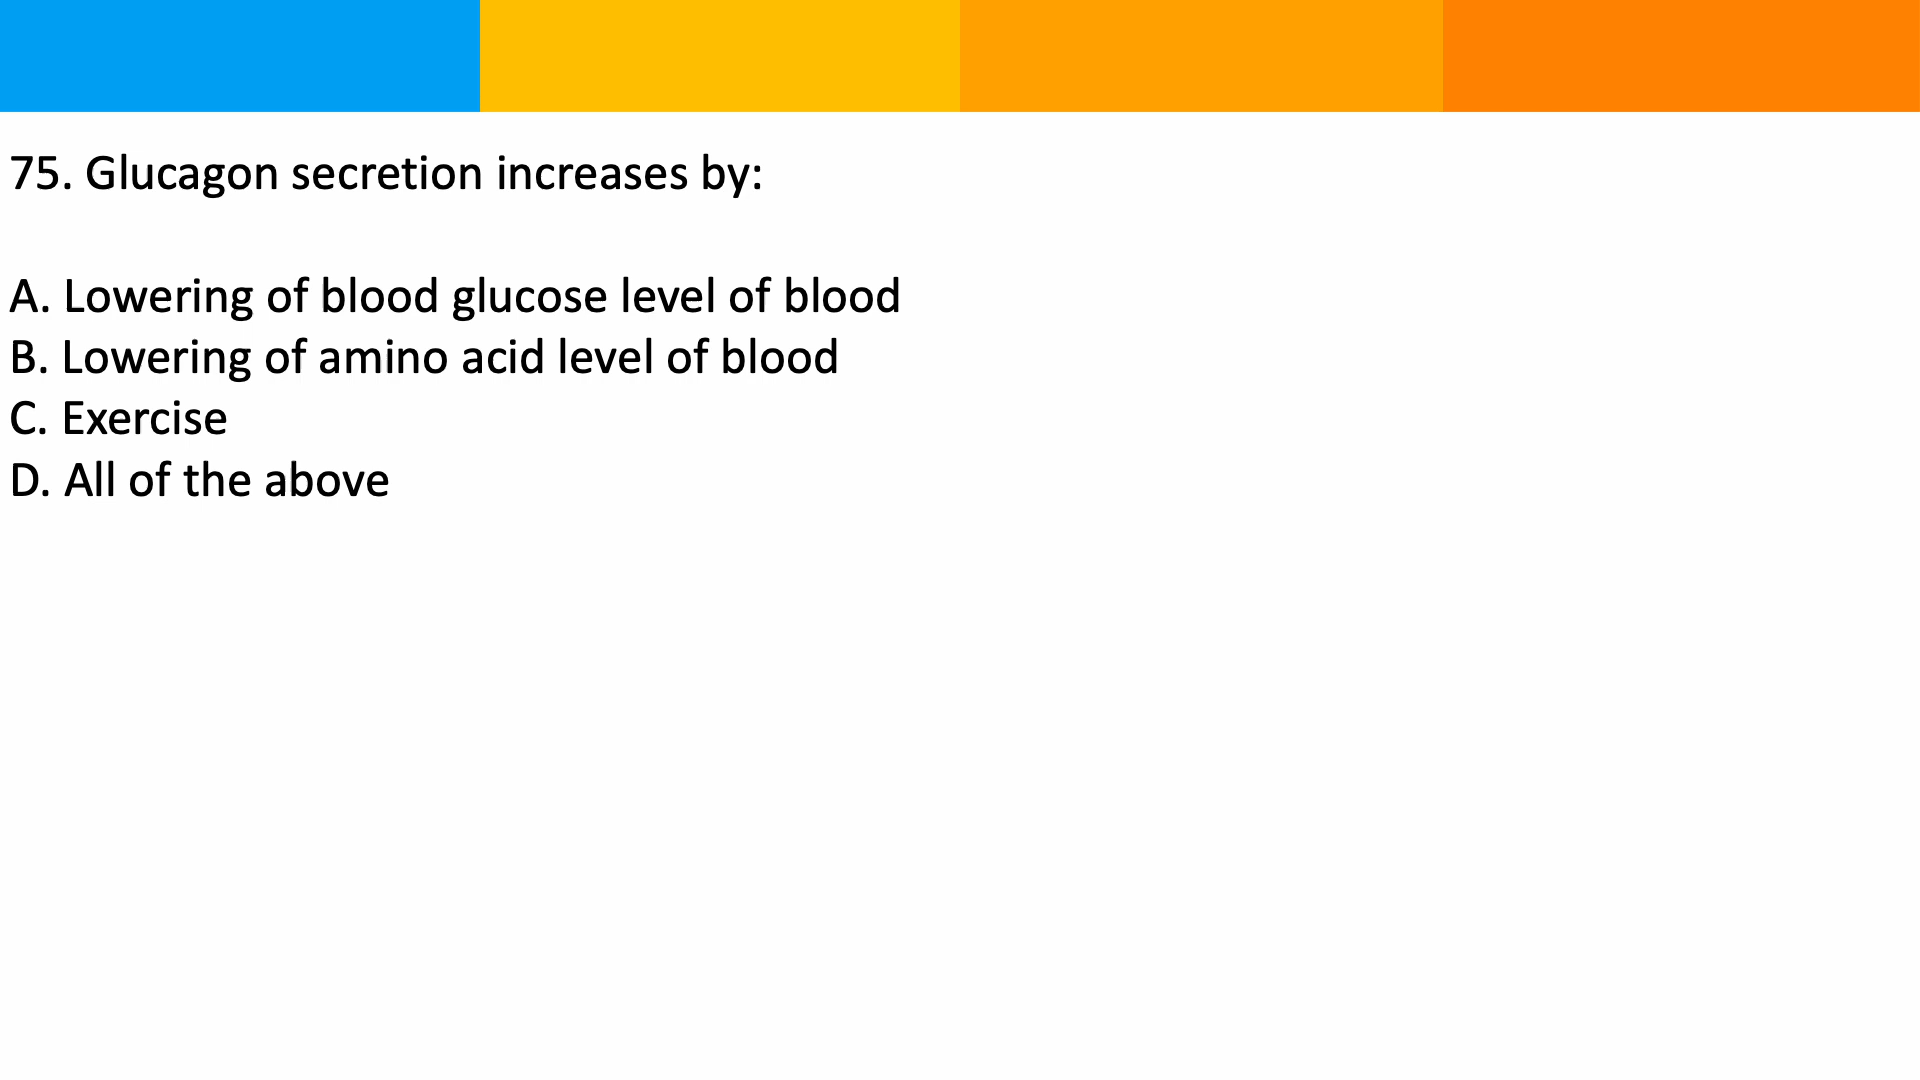 75. Glucagon secretion increases by:
A. Lowering of blood glucose level of blood
B. Lowering of amino acid level of blood
C. Exercise
D. All of the above